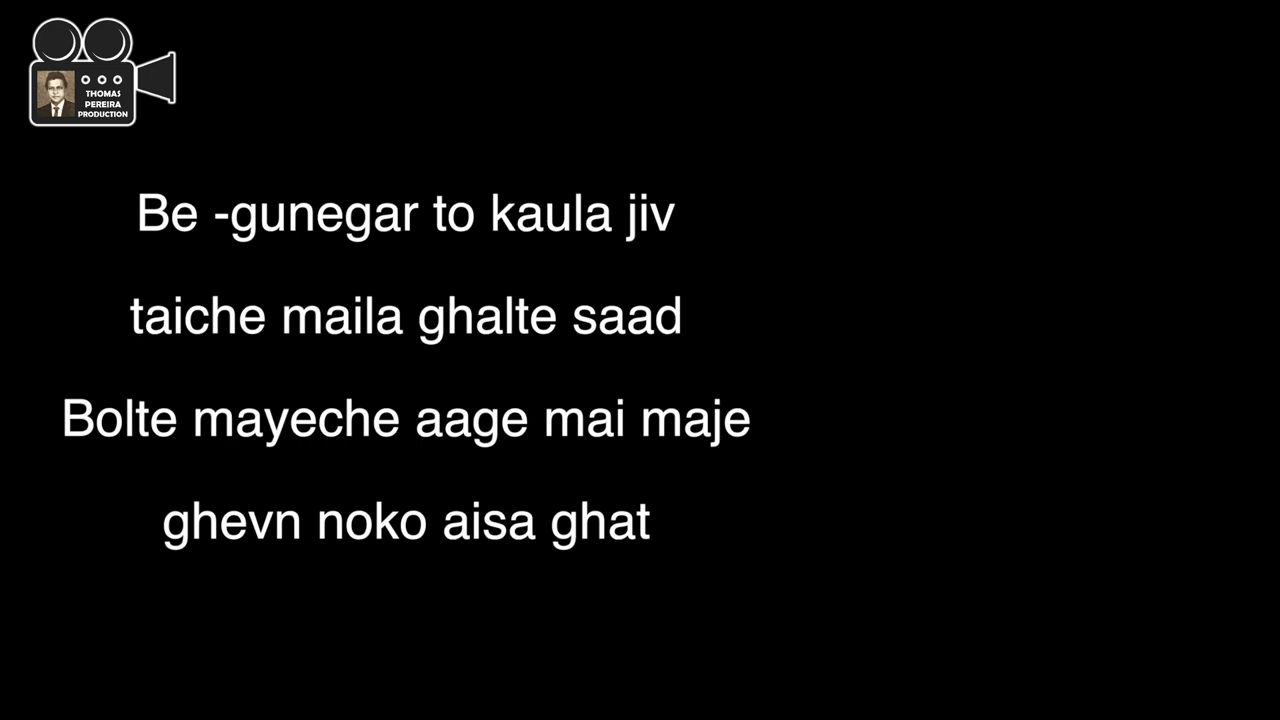 THOMAS
PEREIRA
PRODUCTION
Be -gunegar to kaula jiv
taiche maila ghalte saad
Bolte mayeche aage mai maje
ghevn noko aisa ghat